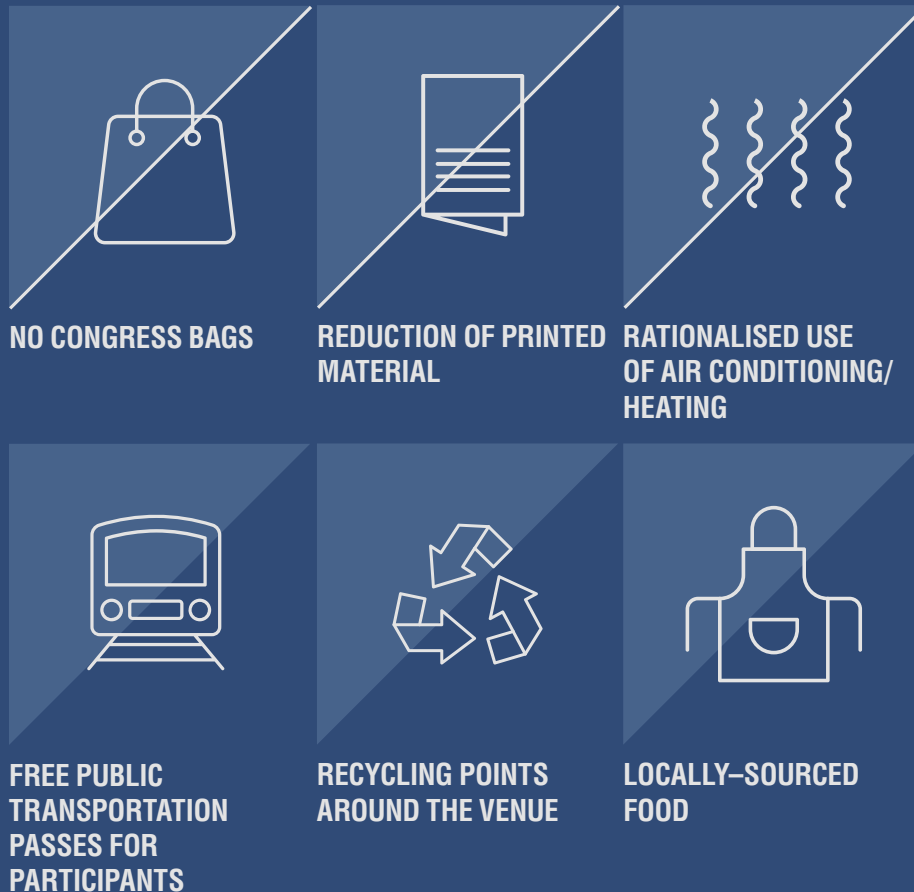 NO CONGRESS BAGS
REDUCTION OF PRINTED
MATERIAL
RATIONALISED USE
OF AIR CONDITIONING/
HEATING
FREE PUBLIC
TRANSPORTATION
PASSES FOR
PARTICIPANTS
RECYCLING POINTS
AROUND THE VENUE
LOCALLY–SOURCED
FOOD